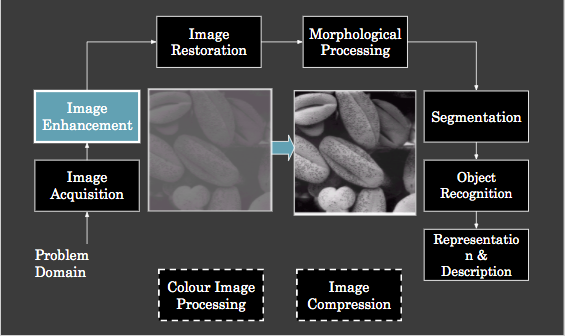 Image
Restoration
Morphological
Processing
Image
Enhancement
Segmentation
Image
Acquisition
Object
Recognition
Problem
Domain
Representatio
n &
Description
Colour Image
Processing
Image
Compression